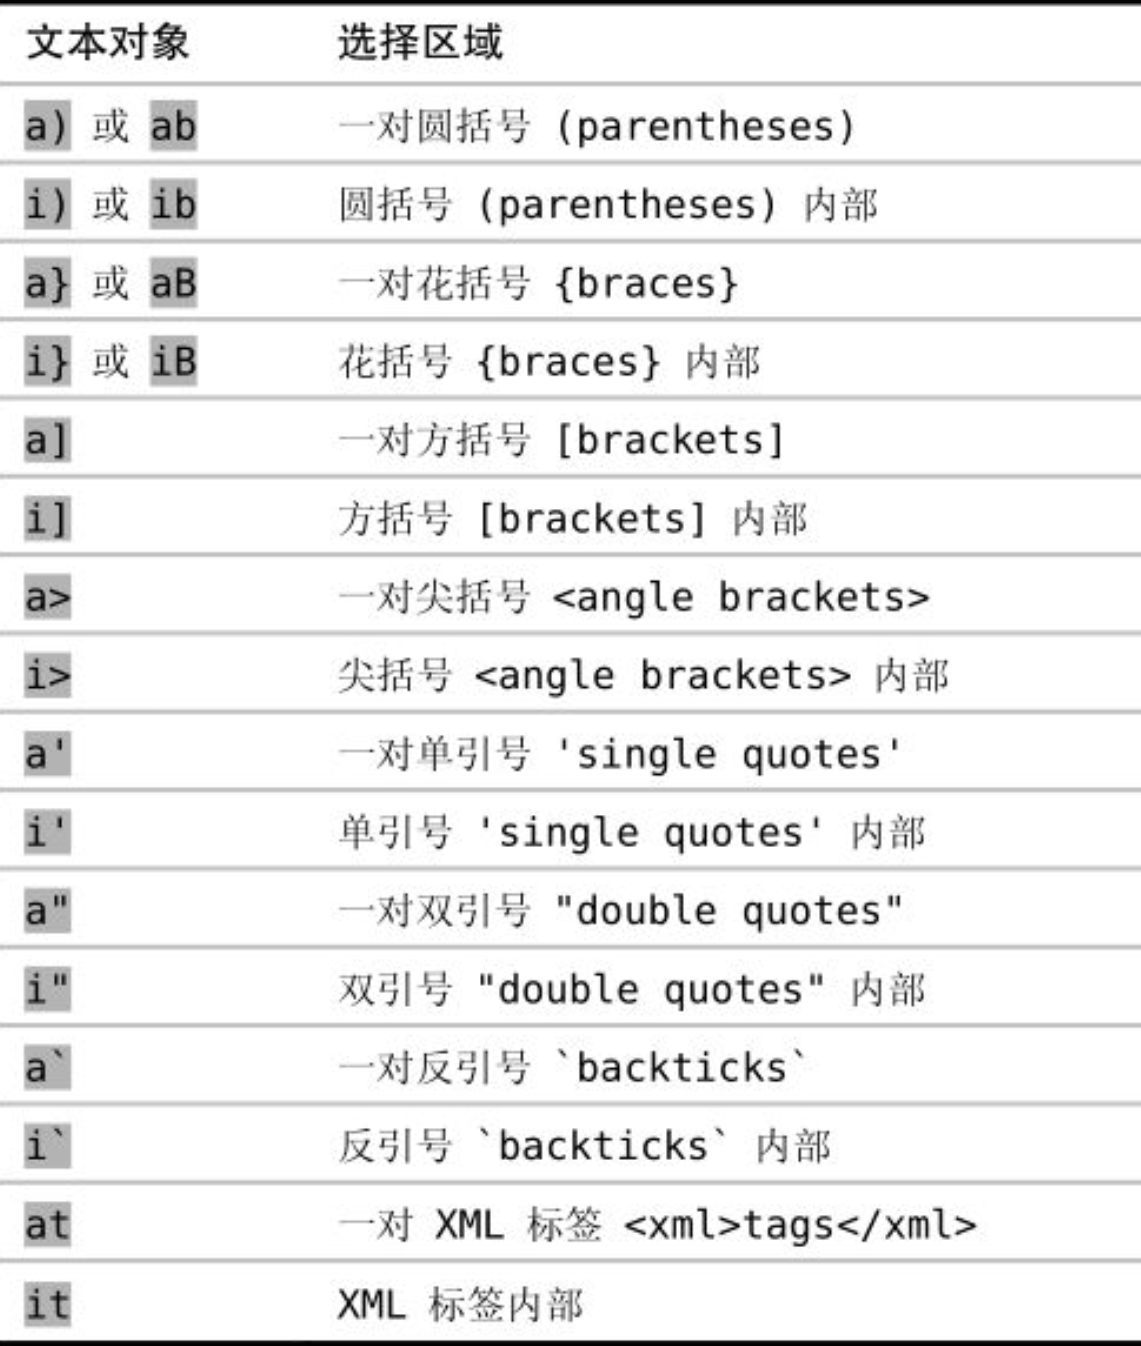 文本对象 选择区域
a) 或 ab 一对圆括号 (parentheses)
i) 或 ib 圆括号 (parentheses) 内部
a} 或 aB 一对花括号 {braces}
i} 或 iB 花括号 {braces} 内部
a] 一对方括号 [brackets]
i] 方括号 [brackets] 内部
a> 一对尖括号 <angle brackets>
i> 尖括号 <angle brackets> 内部
a' 一对单引号 'single quotes'
i' 单引号 'single quotes' 内部
a" 一对双引号 "double quotes"
i" 双引号 "double quotes" 内部
a` 一对反引号 `backticks`
i` 反引号 `backticks` 内部
at 一对 XML 标签 <xml>tags</xml>
it XML 标签内部